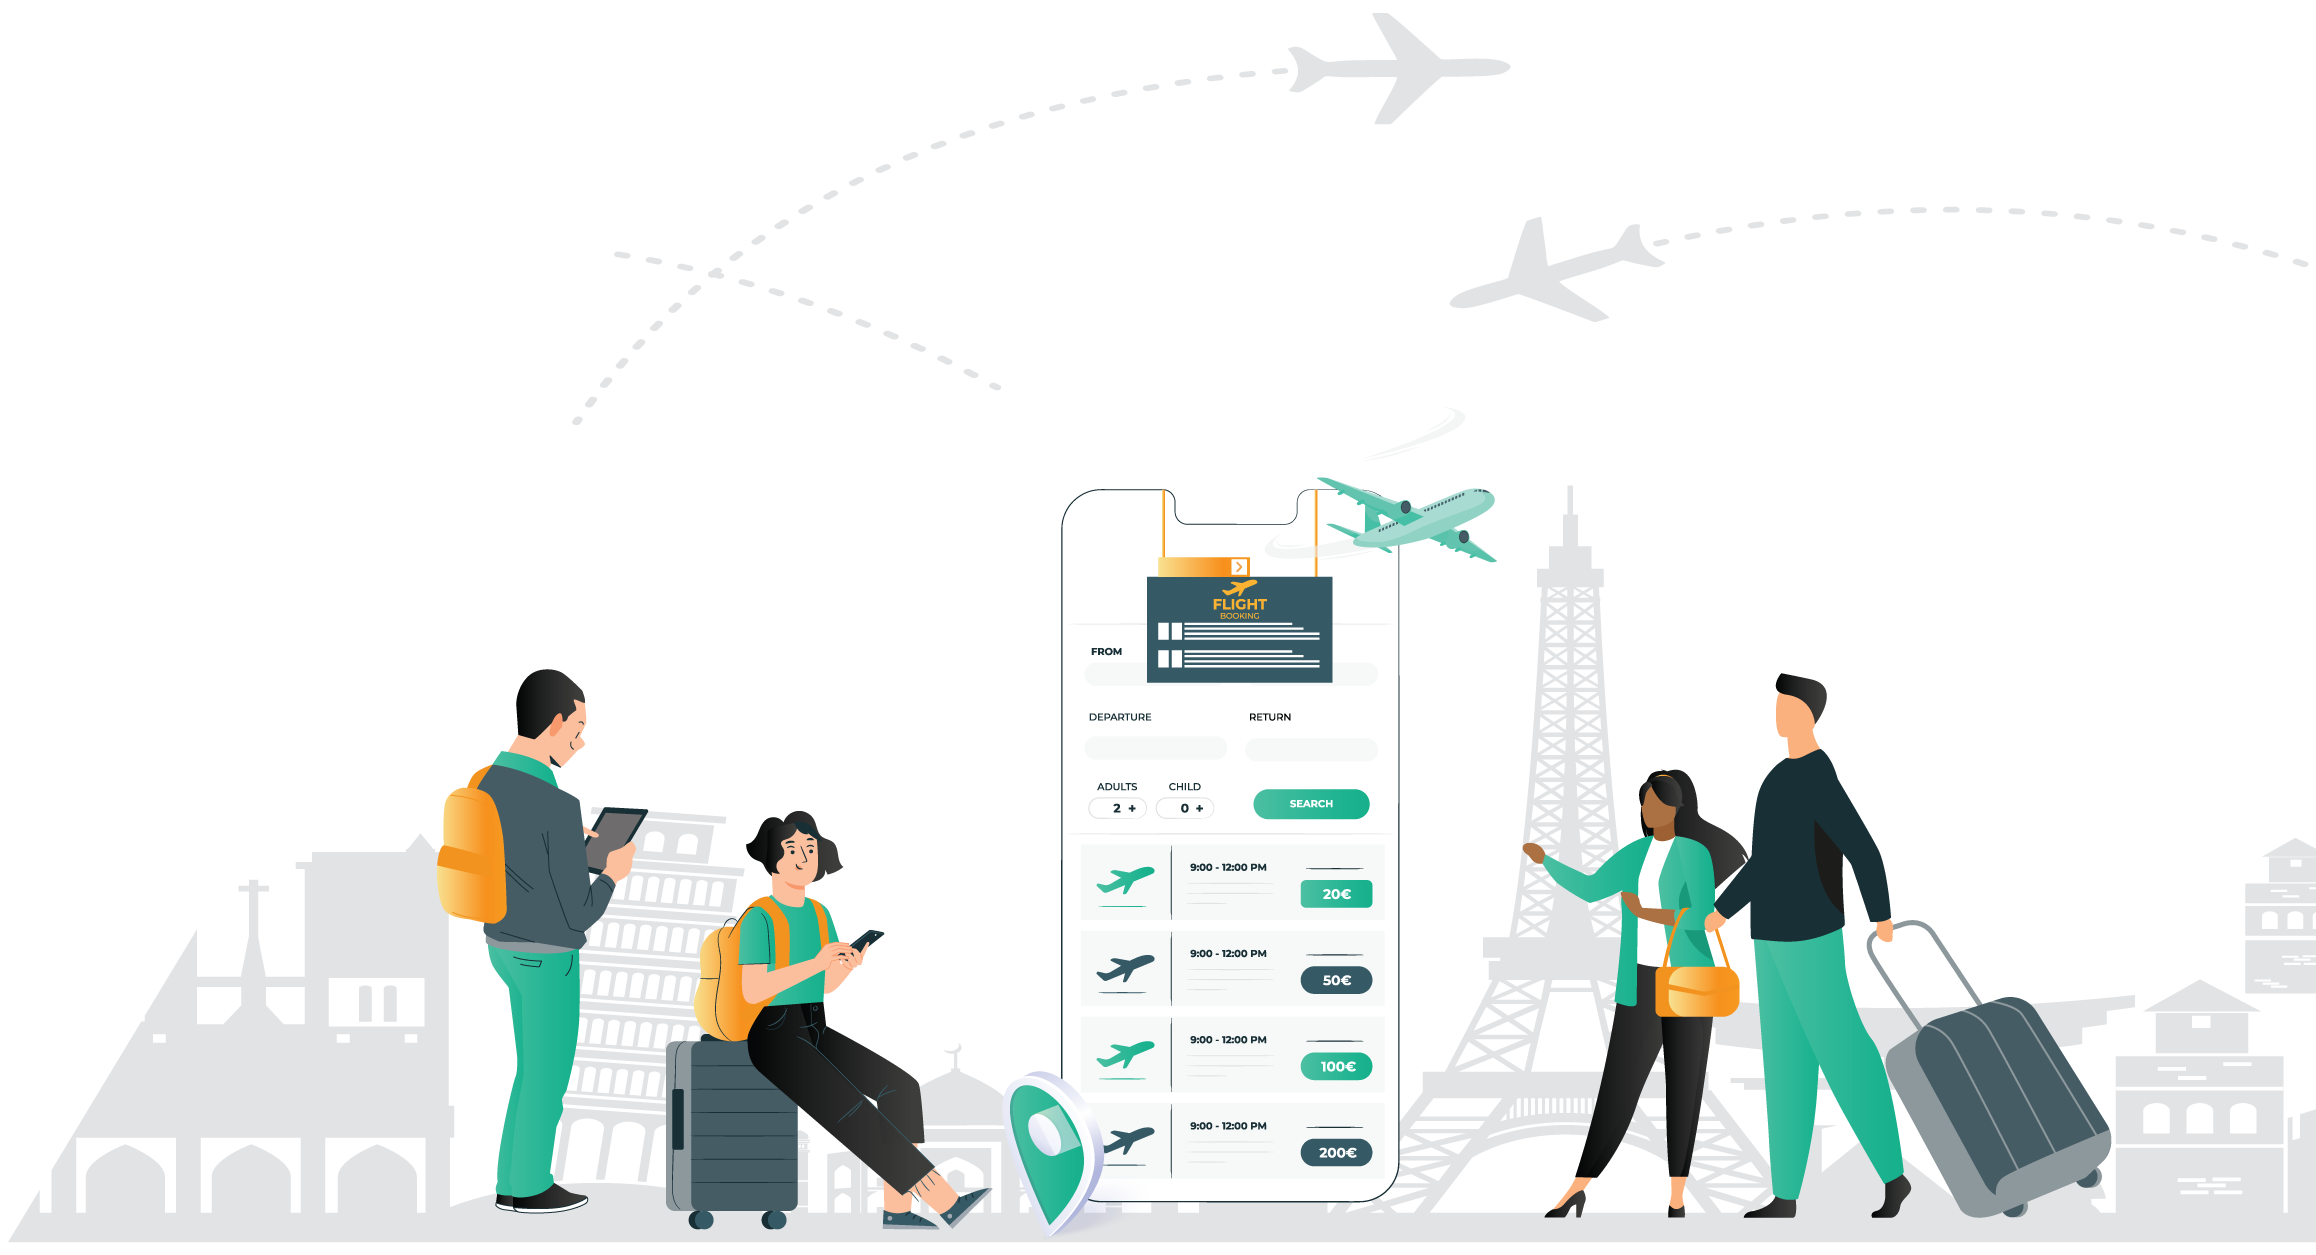 FLIGHT
BOOKING
FROM
DEPARTURE
RETURN
ADULTS
CHILD
2 +
0 +
SEARCH
9:00 - 12:00 PM
20€
9:00 - 12:00 PM
50€
9:00 - 12:00 PM
100€
9:00 - 12:00 PM
200€